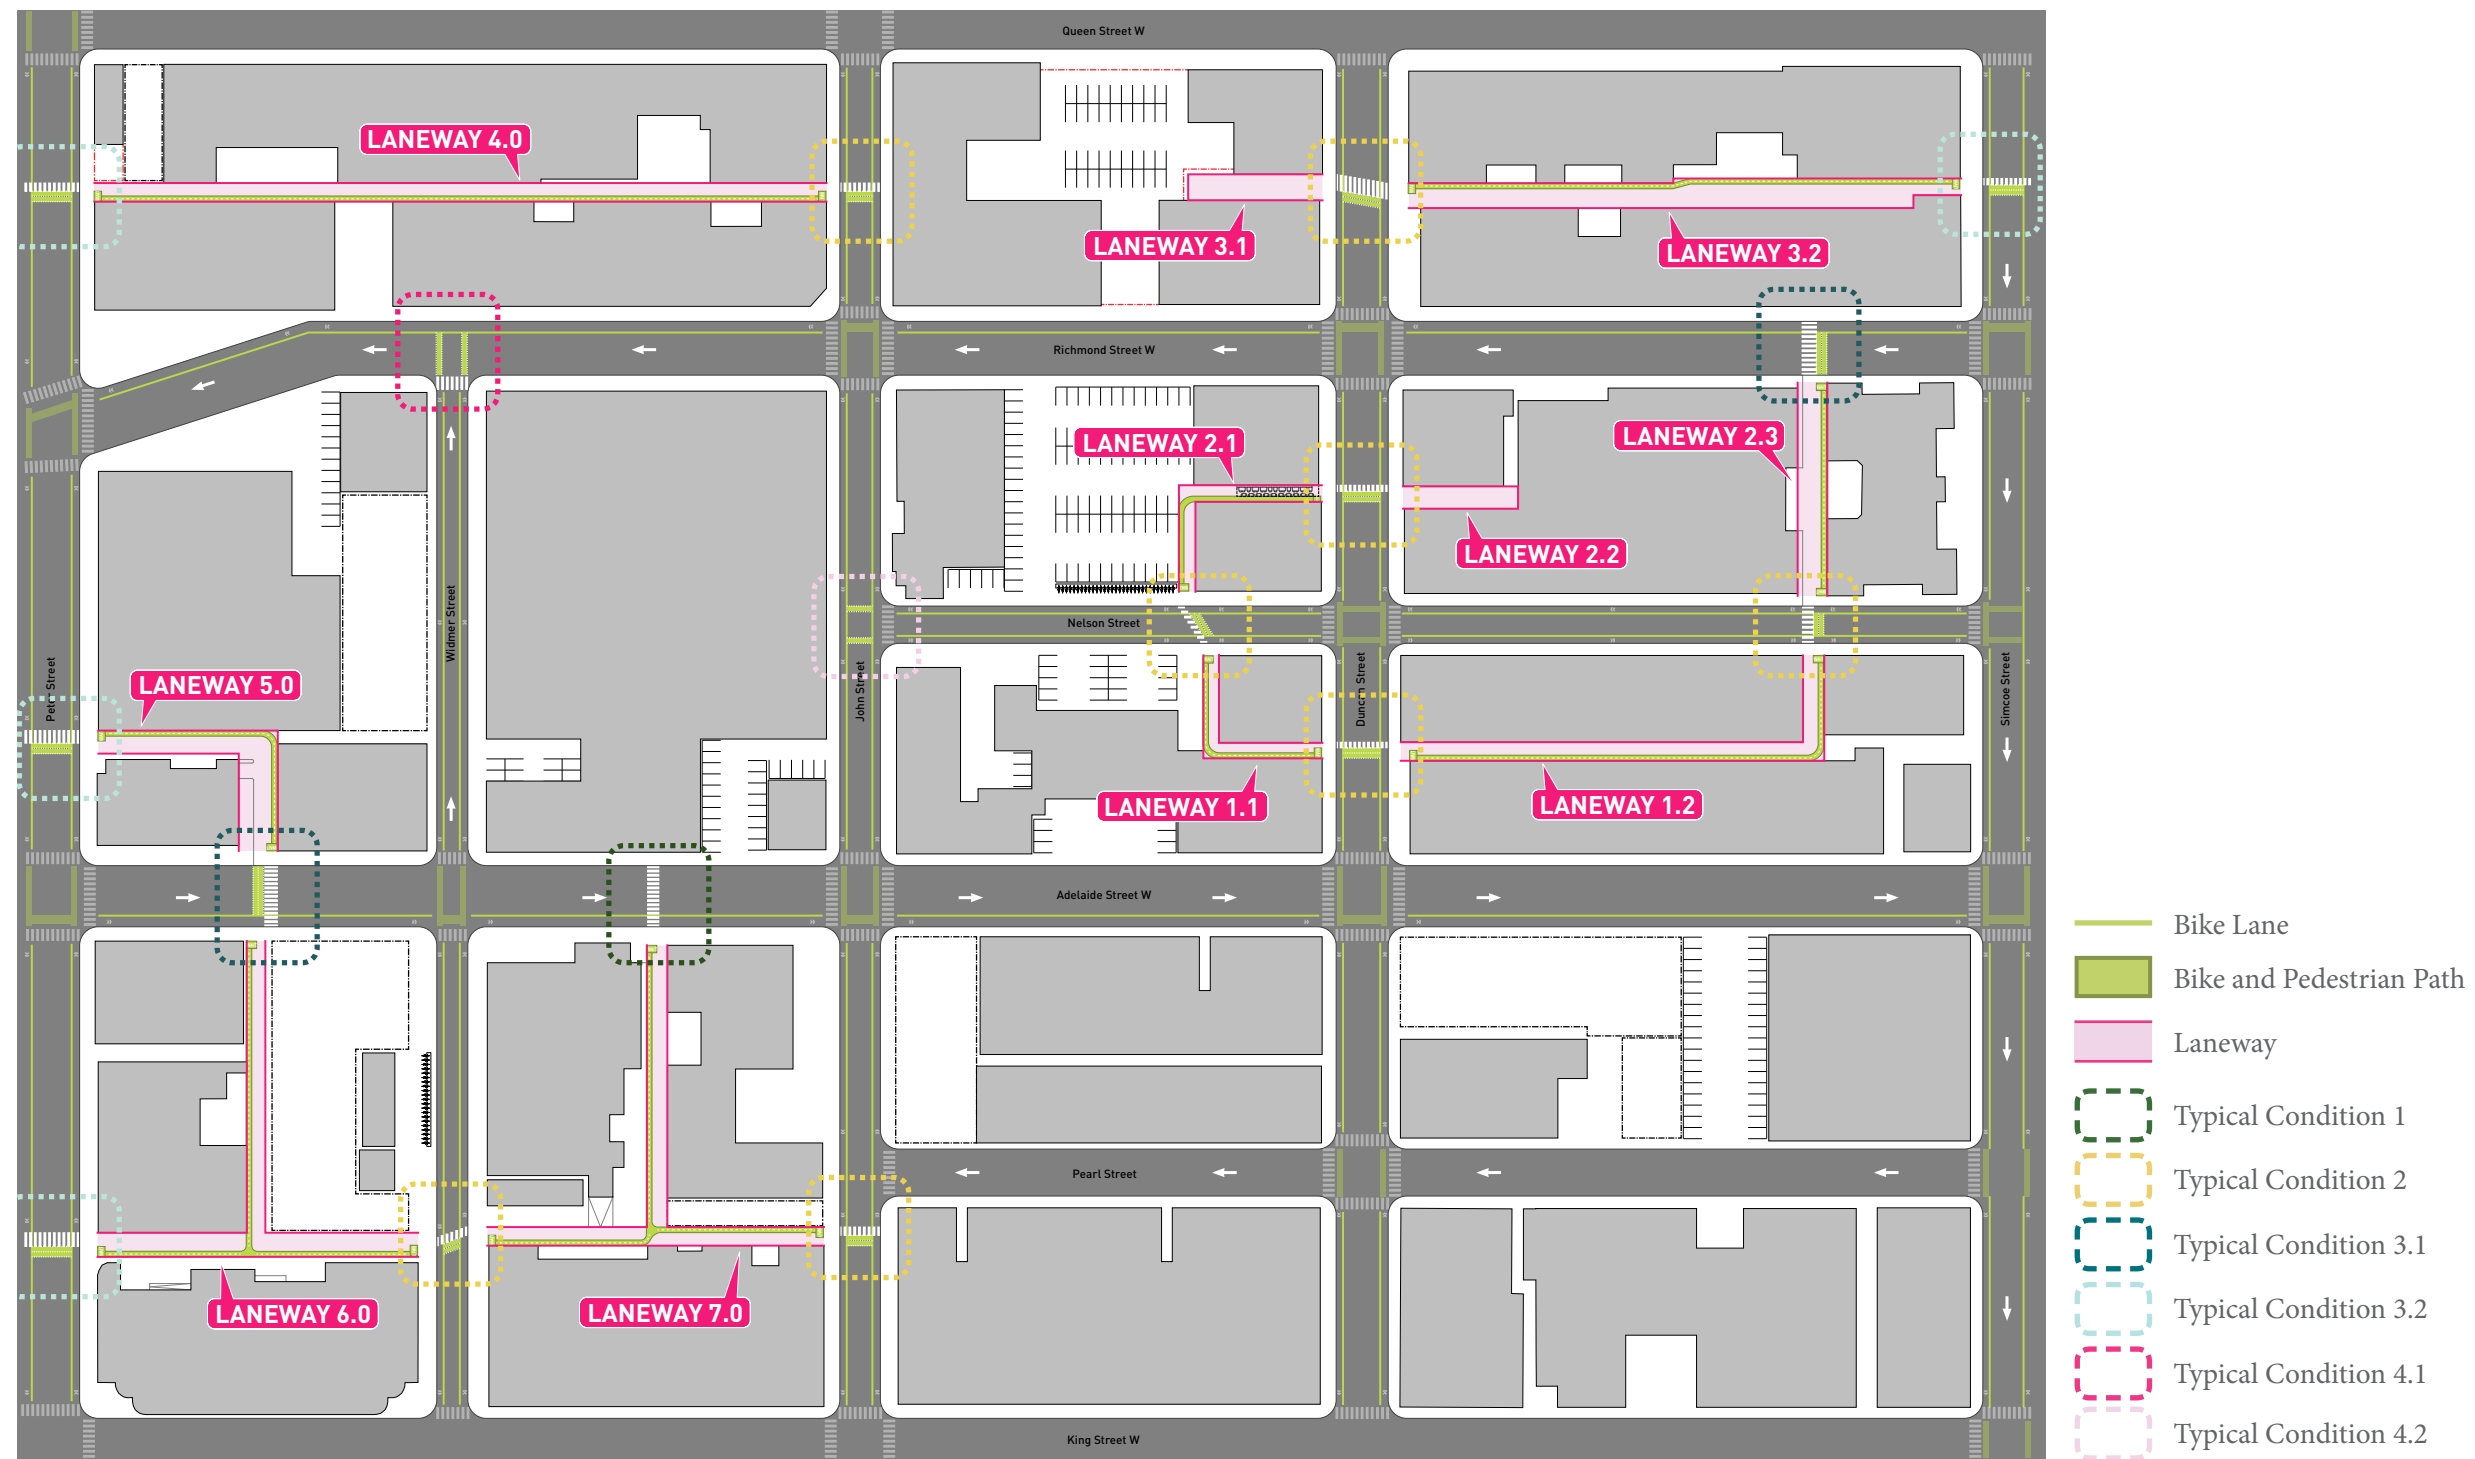 Queen Street W
LANEWAY 4.0
LANEWAY 3.1
LANEWAY 3.2
Richmond Street W
LANEWAY 2.1
LANEWAY 2.3
LANEWAY 2.2
Nelson Street
Widmer Street
Peter Street
John Street
Duncan Street
Simcoe Street
LANEWAY 5.0
LANEWAY 1.1
LANEWAY 1.2
Adelaide Street W
Pearl Street
LANEWAY 6.0
LANEWAY 7.0
King Street W
Bike Lane
Bike and Pedestrian Path
Laneway
Typical Condition 1
Typical Condition 2
Typical Condition 3.1
Typical Condition 3.2
Typical Condition 4.1
Typical Condition 4.2